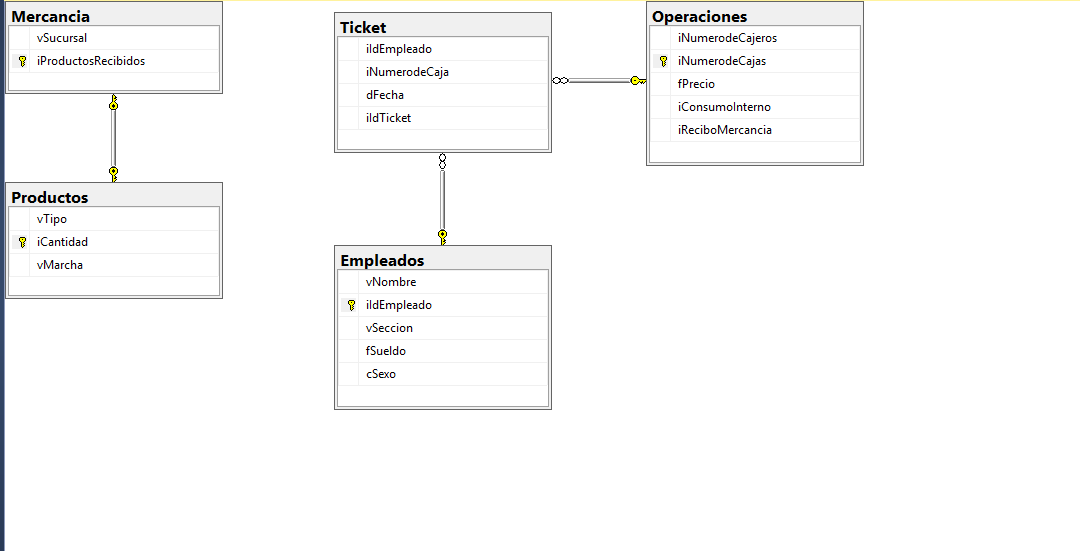 Mercancia
vSucursal
iProductosRecibidos
Productos
vTipo
iCantidad
vMarcha
Ticket
iIdEmpleado
iNumerodeCaja
dFecha
iIdTicket
Empleados
vNombre
iIdEmpleado
vSeccion
fSueldo
cSexo
Operaciones
iNumerodeCajeros
iNumerodeCajas
fPrecio
iConsumoInterno
iReciboMercancia